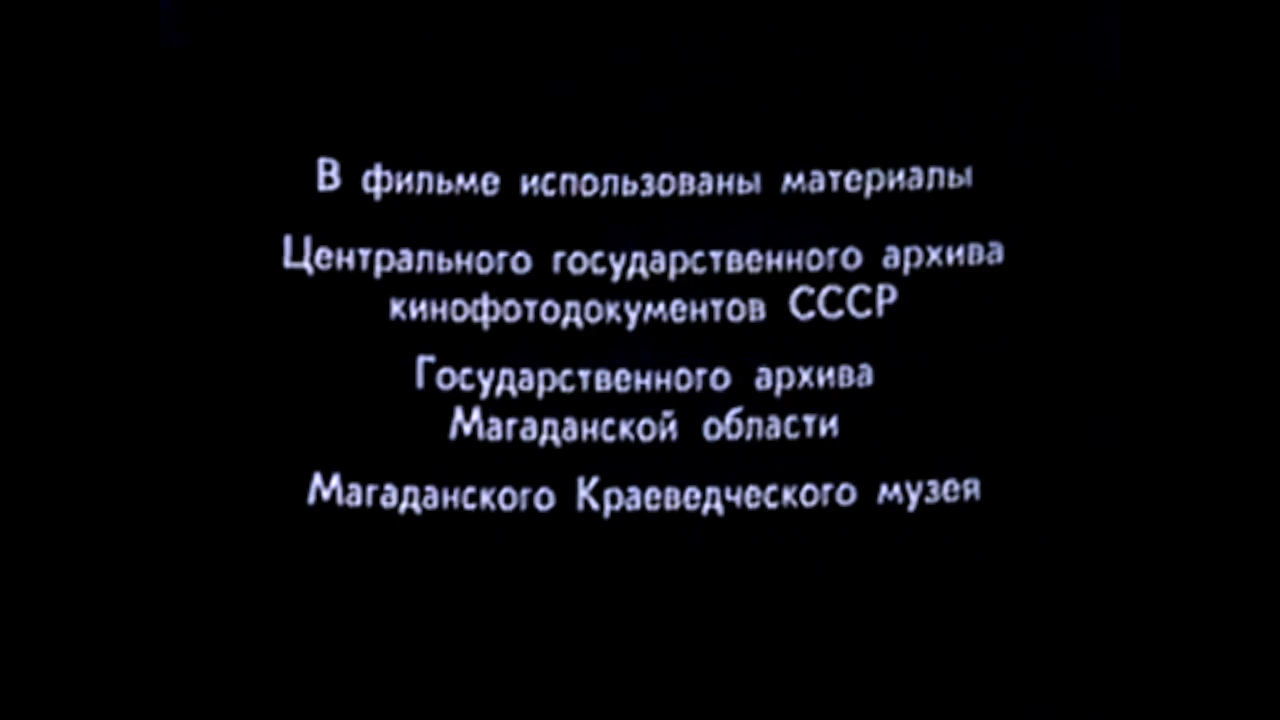 В фильме использованы материалы
Центрального государственного архива
кинофотодокументов СССР
Государственного архива
Магаданской области
Магаданского Краеведческого музея